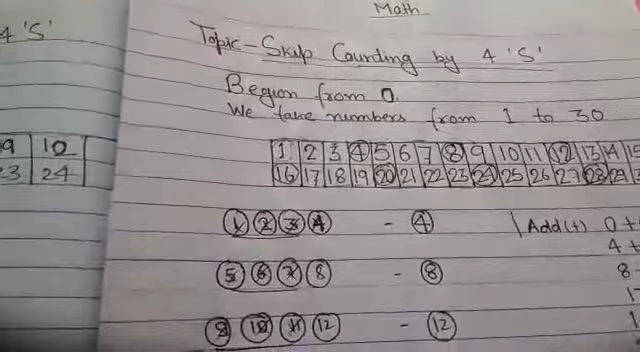 Math
4 'S'
Topic - Skip Counting by 4 'S'
Begion from 0.
We take numbers from 1 to 30
9 10
23 24
1 2 3 4 5 6 7 8 9 10 11 12 13 14 15
16 17 18 19 20 21 22 23 24 25 26 27 28 29
1 2 3 4 - 4
Add(+) 0 +
4 +
5 6 7 8 - 8
8
9 10 11 12 - 12